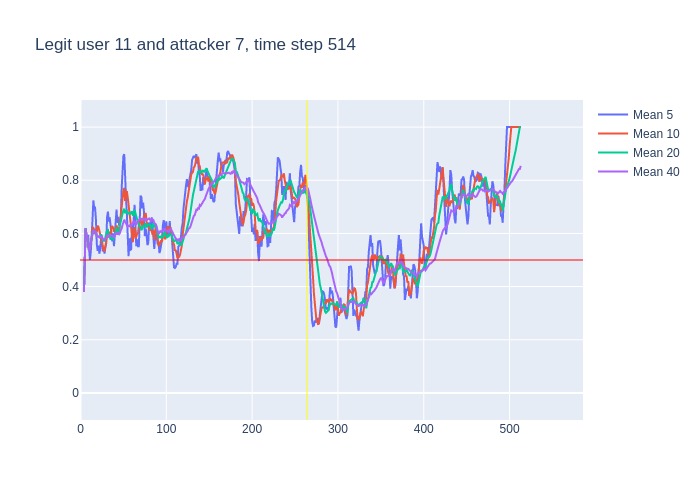 Legit user 11 and attacker 7, time step 514
Mean 5
Mean 10
Mean 20
Mean 40
1
0.8
0.6
0.4
0.2
0
0 100 200 300 400 500